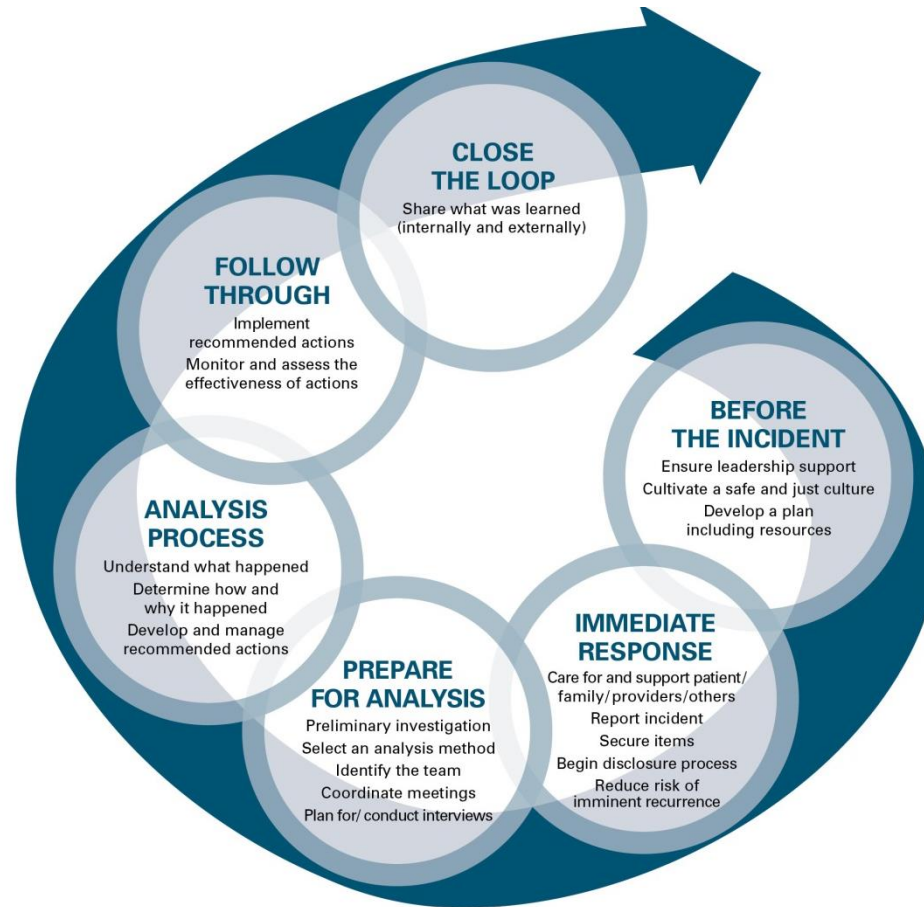 CLOSE
THE LOOP
Share what was learned
(internally and externally)
FOLLOW
THROUGH
Implement
recommended actions
Monitor and assess the
effectiveness of actions
BEFORE
THE INCIDENT
Ensure leadership support
Cultivate a safe and just culture
Develop a plan
including resources
ANALYSIS
PROCESS
Understand what happened
Determine how and
why it happened
Develop and manage
recommended actions
IMMEDIATE
RESPONSE
Care for and support patient/
family/providers/others
Report incident
Secure items
Begin disclosure process
Reduce risk of
imminent recurrence
PREPARE
FOR ANALYSIS
Preliminary investigation
Select an analysis method
Identify the team
Coordinate meetings
Plan for/ conduct interviews